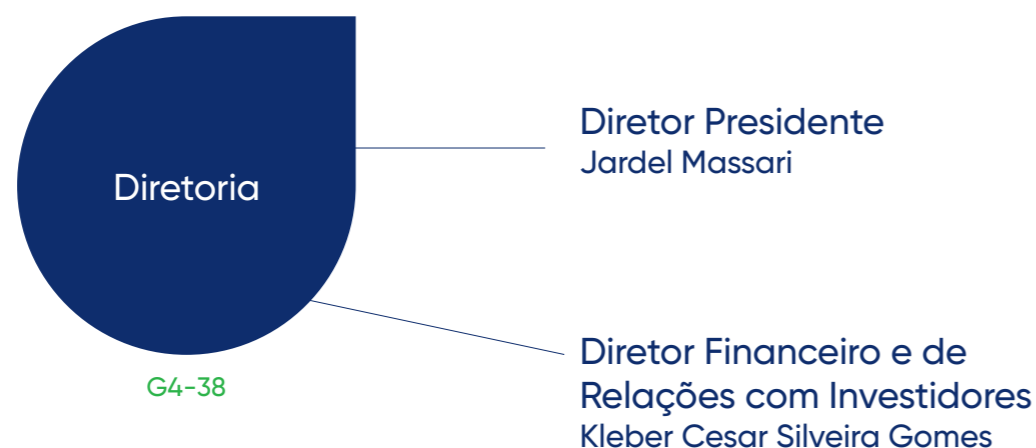 Diretoria
G4-38
Diretor Presidente
Jardel Massari
Diretor Financeiro e de
Relações com Investidores
Kleber Cesar Silveira Gomes